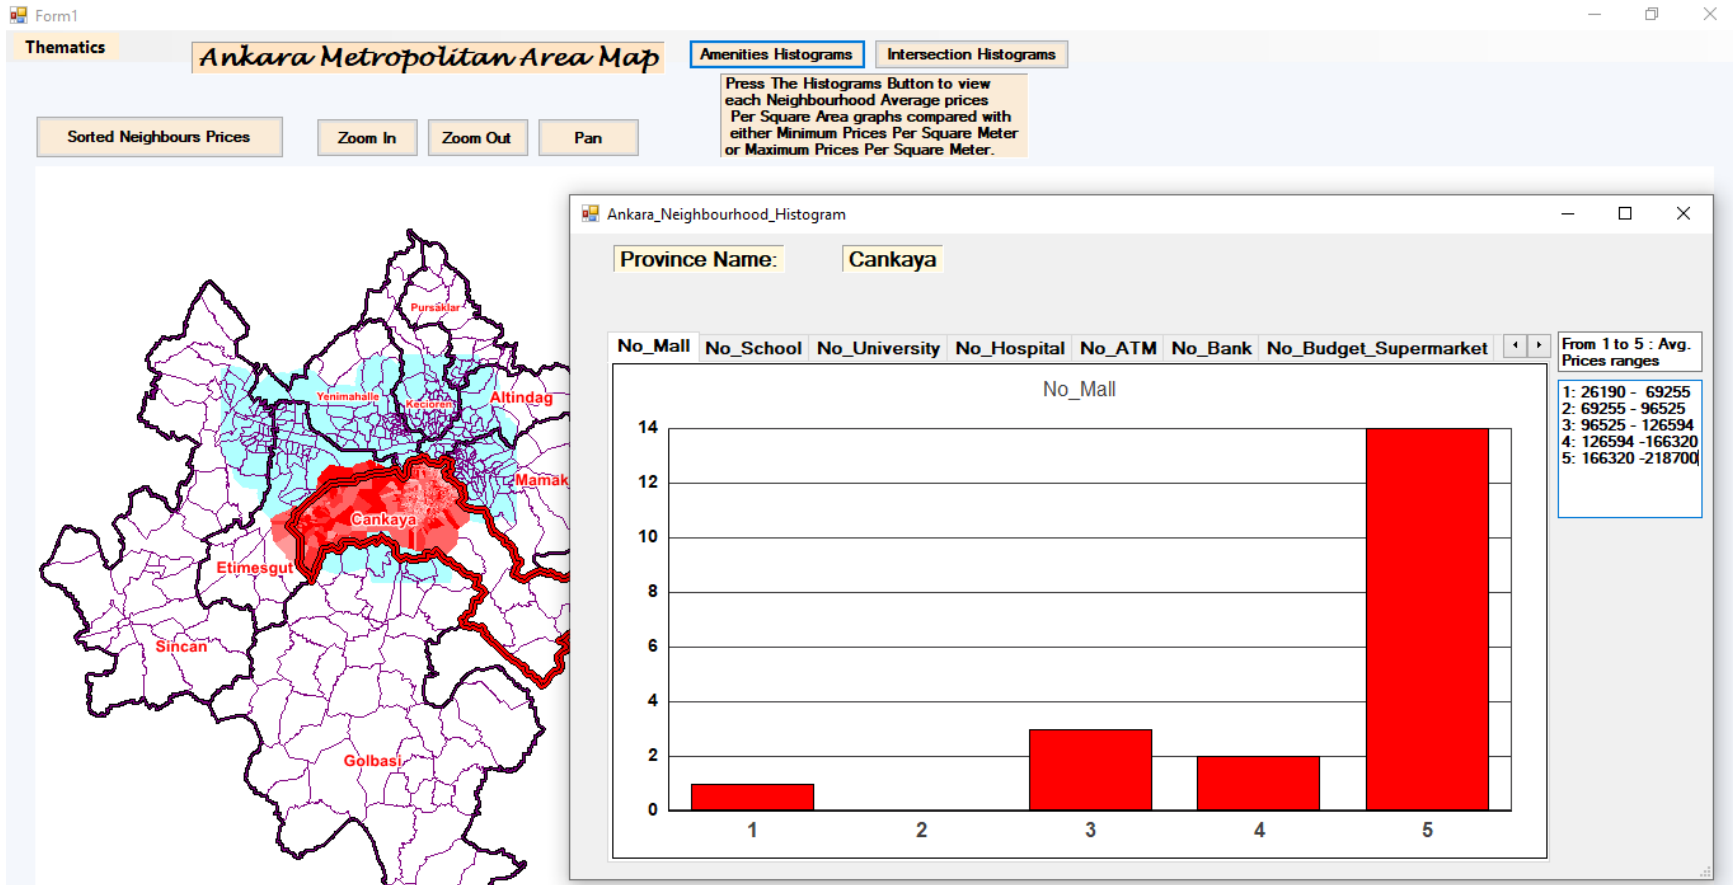 Form1
Thematics
Ankara Metropolitan Area Map
Amenities Histograms
Intersection Histograms
Press The Histograms Button to view
each Neighbourhood Average prices
Per Square Area graphs compared with
either Minimum Prices Per Square Meter
or Maximum Prices Per Square Meter.
Sorted Neighbours Prices
Zoom In
Zoom Out
Pan
Pursaklar
Yenimahalle
Kecioren
Altindag
Mamak
Cankaya
Etimesgut
Sincan
Golbasi
Ankara_Neighbourhood_Histogram
Province Name:
Cankaya
No_Mall
No_School
No_University
No_Hospital
No_ATM
No_Bank
No_Budget_Supermarket
From 1 to 5 : Avg.
Prices ranges
1: 26190 - 69255
2: 69255 - 96525
3: 96525 - 126594
4: 126594 -166320
5: 166320 -218700
No_Mall
14
12
10
8
6
4
2
0
1
2
3
4
5